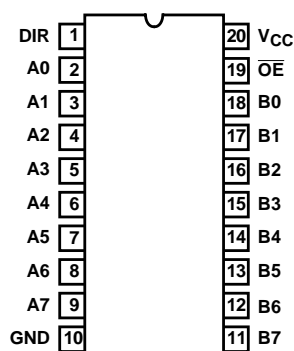 DIR 1 20 VCC
A0 2 19 OE
A1 3 18 B0
A2 4 17 B1
A3 5 16 B2
A4 6 15 B3
A5 7 14 B4
A6 8 13 B5
A7 9 12 B6
GND 10 11 B7